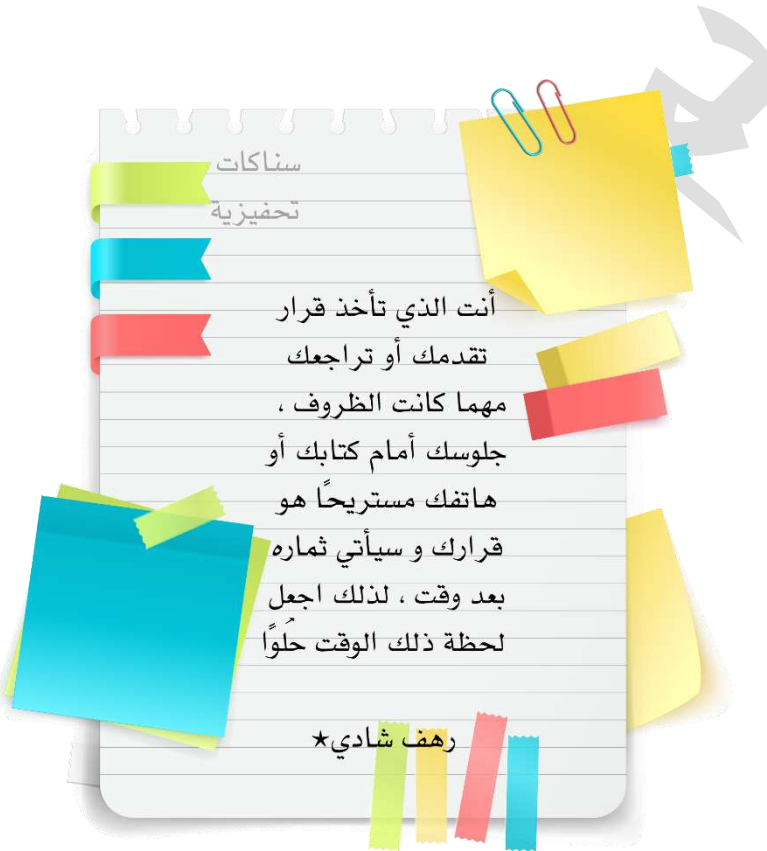 سناكات
تحفيزية
أنت الذي تأخذ قرار
تقدمك أو تراجعك
مهما كانت الظروف ،
جلوسك أمام كتابك أو
هاتفك مستريحًا هو
قرارك و سيأتي ثماره
بعد وقت ، لذلك اجعل
لحظة ذلك الوقت حُلوًا
رهف شادي★